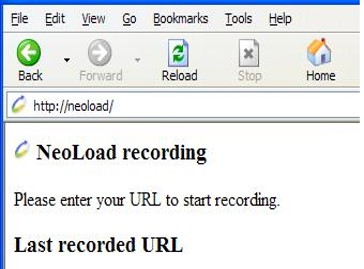 File Edit View Go Bookmarks Tools Help
Back Forward Reload Stop Home
http://neoload/
NeoLoad recording
Please enter your URL to start recording.
Last recorded URL